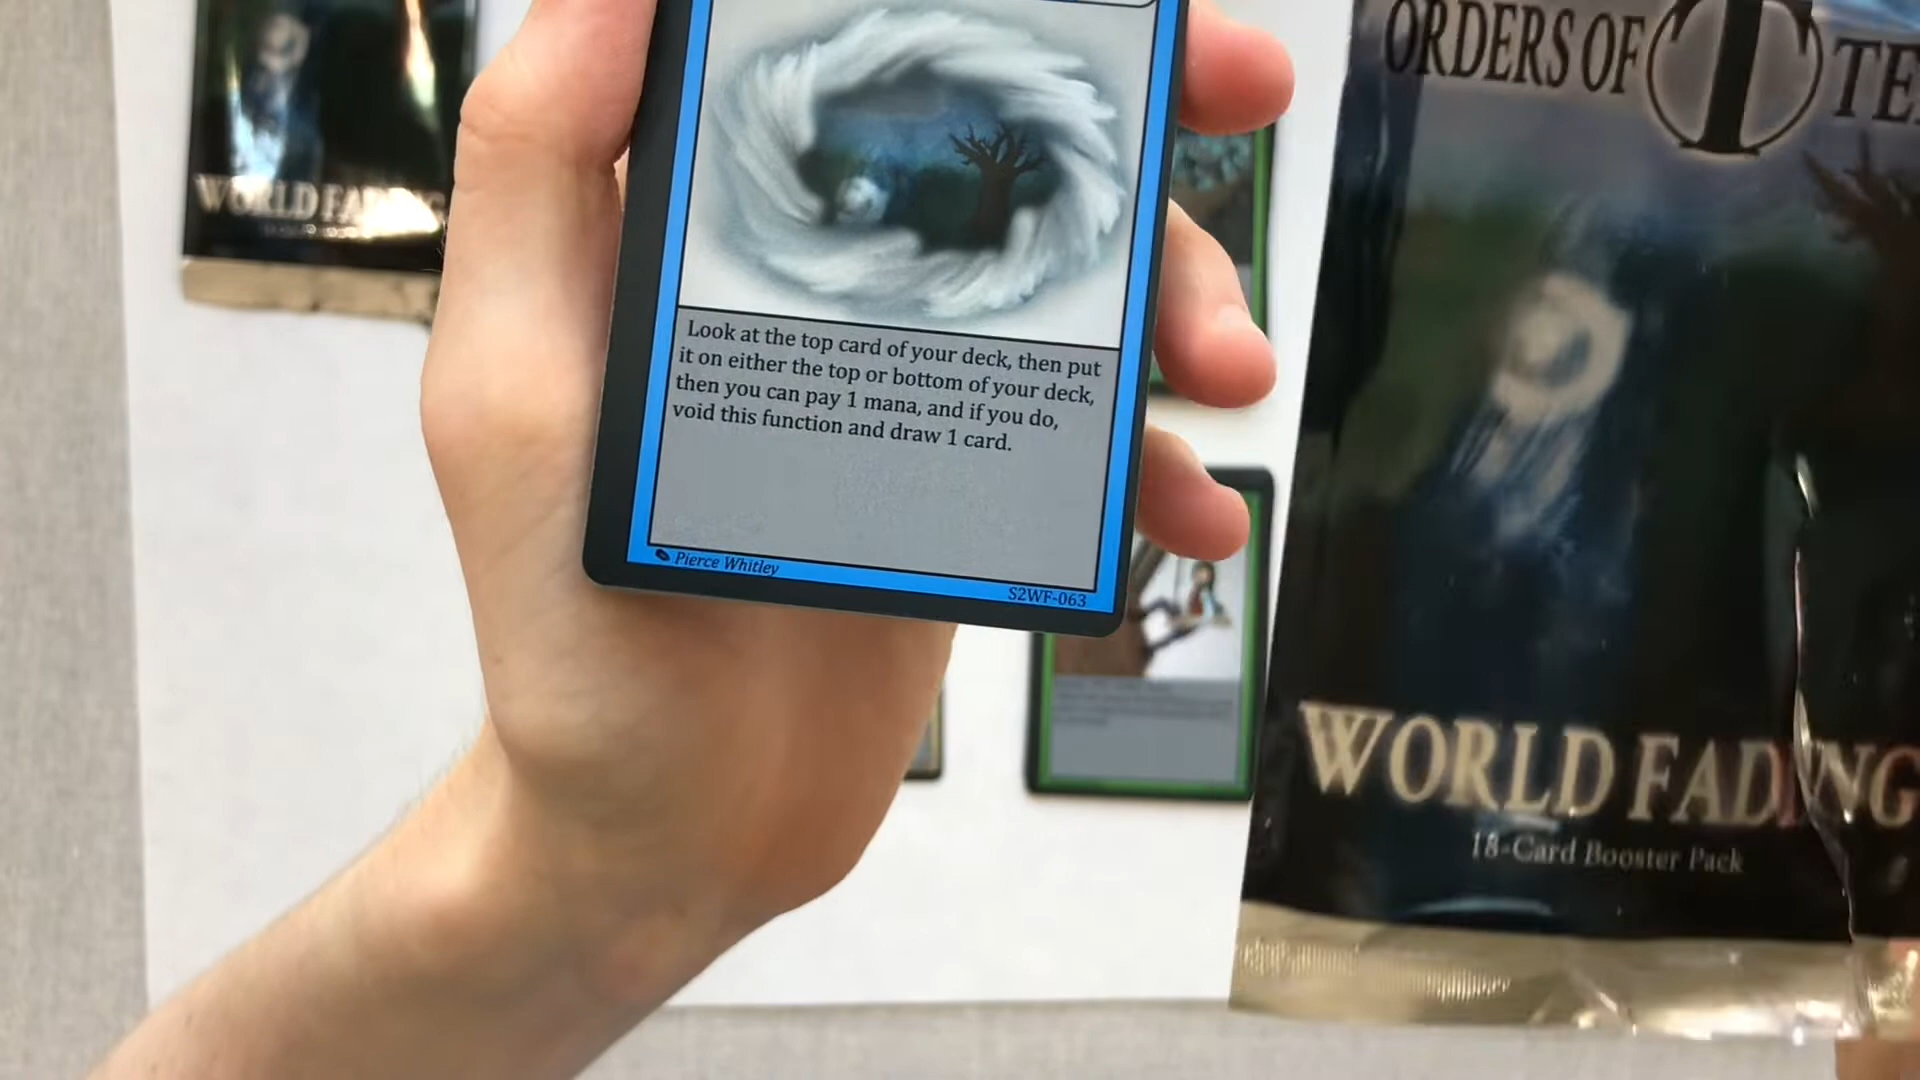 ORDERS OF T
WORLD FA
Look at the top card of your deck, then put
it on either the top or bottom of your deck,
then you can pay 1 mana, and if you do,
void this function and draw 1 card.
Pierce Whitley
S2WF-063
WORLD FADING
18-Card Booster Pack